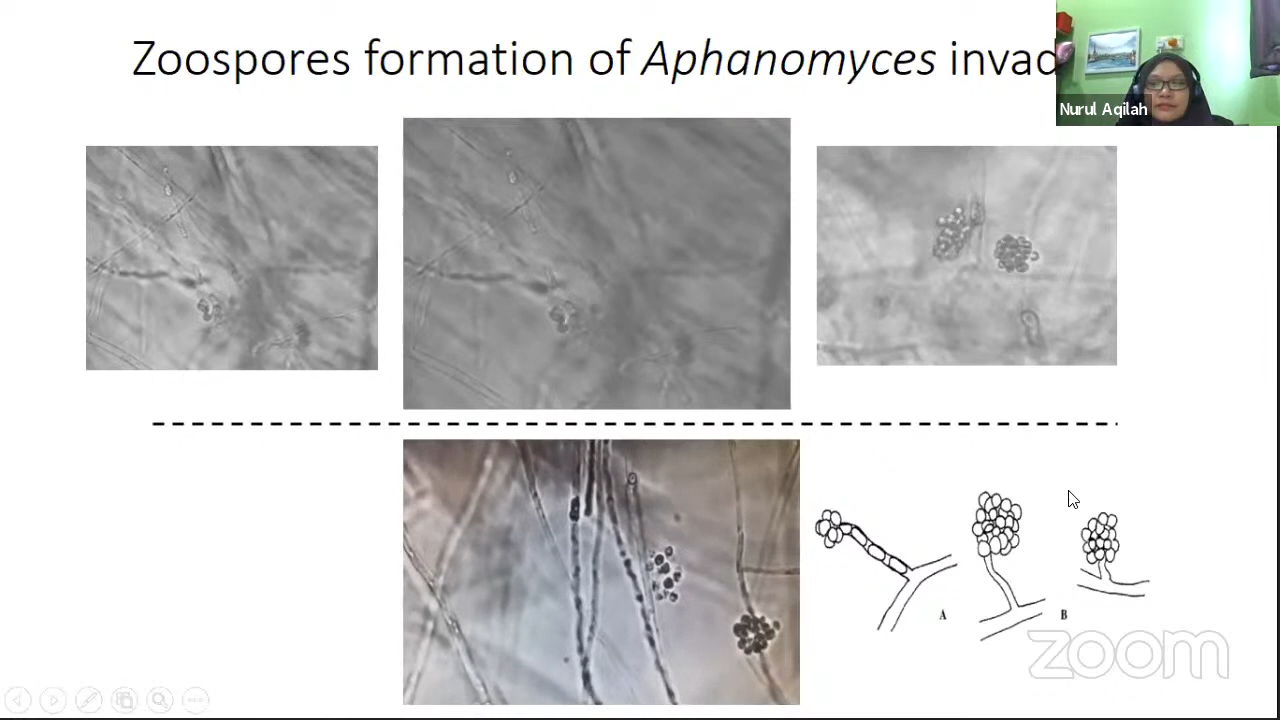 Zoospores formation of Aphanomyces invad
Nurul Aqilah
A
B
zoom